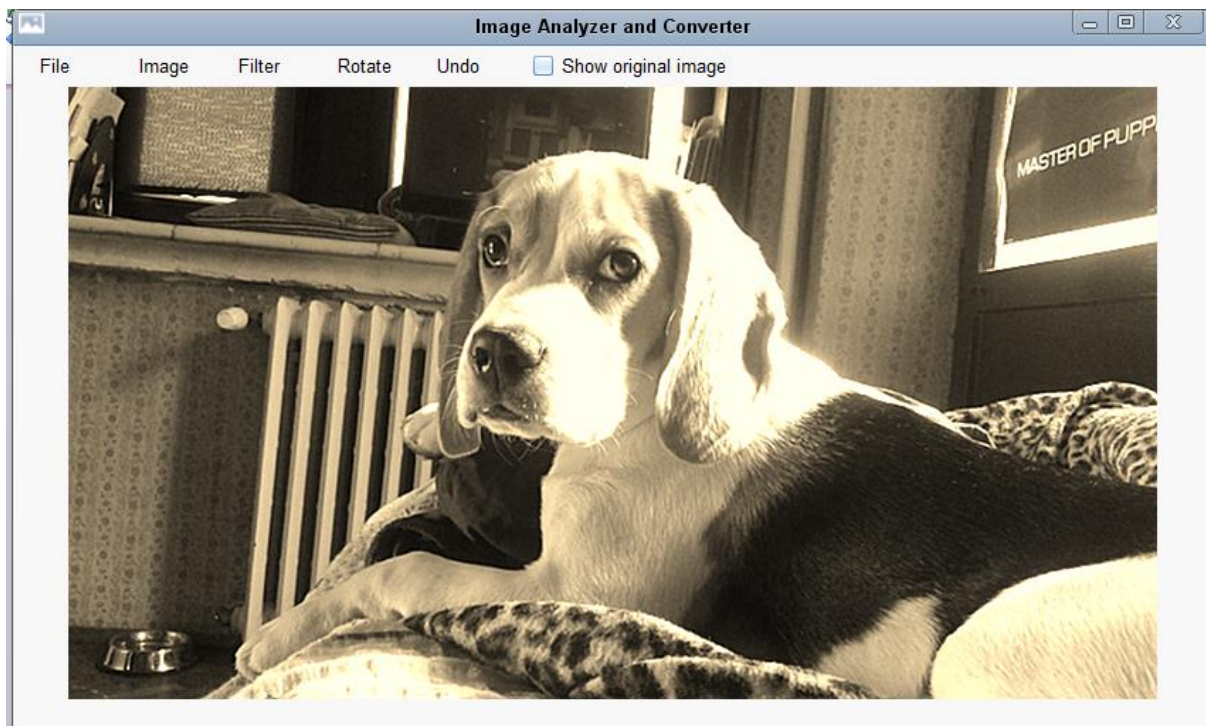 Image Analyzer and Converter
File Image Filter Rotate Undo Show original image
MASTER OF PUPP